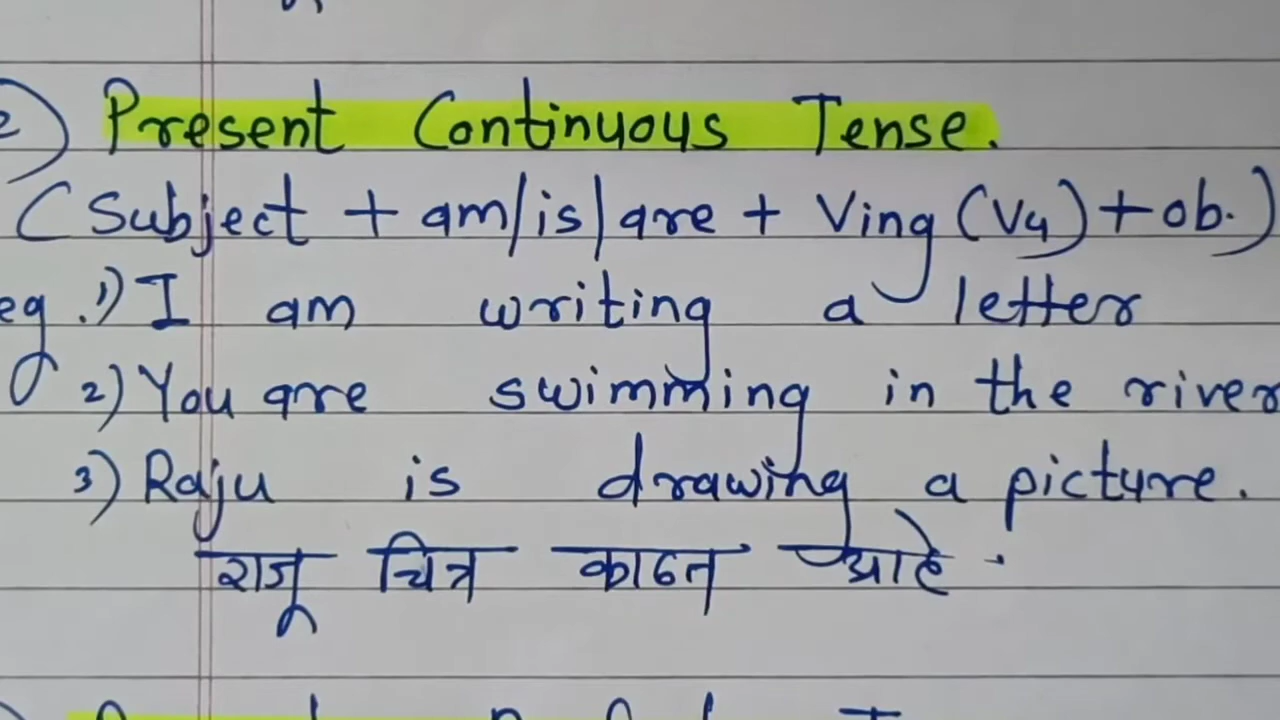 2) Present Continuous Tense.
(Subject + am/is/are + Ving (V4) + ob.)
eg. 1) I am writing a letter
2) You are swimming in the river
3) Raju is drawing a picture.
राजू चित्र काढत आहे.